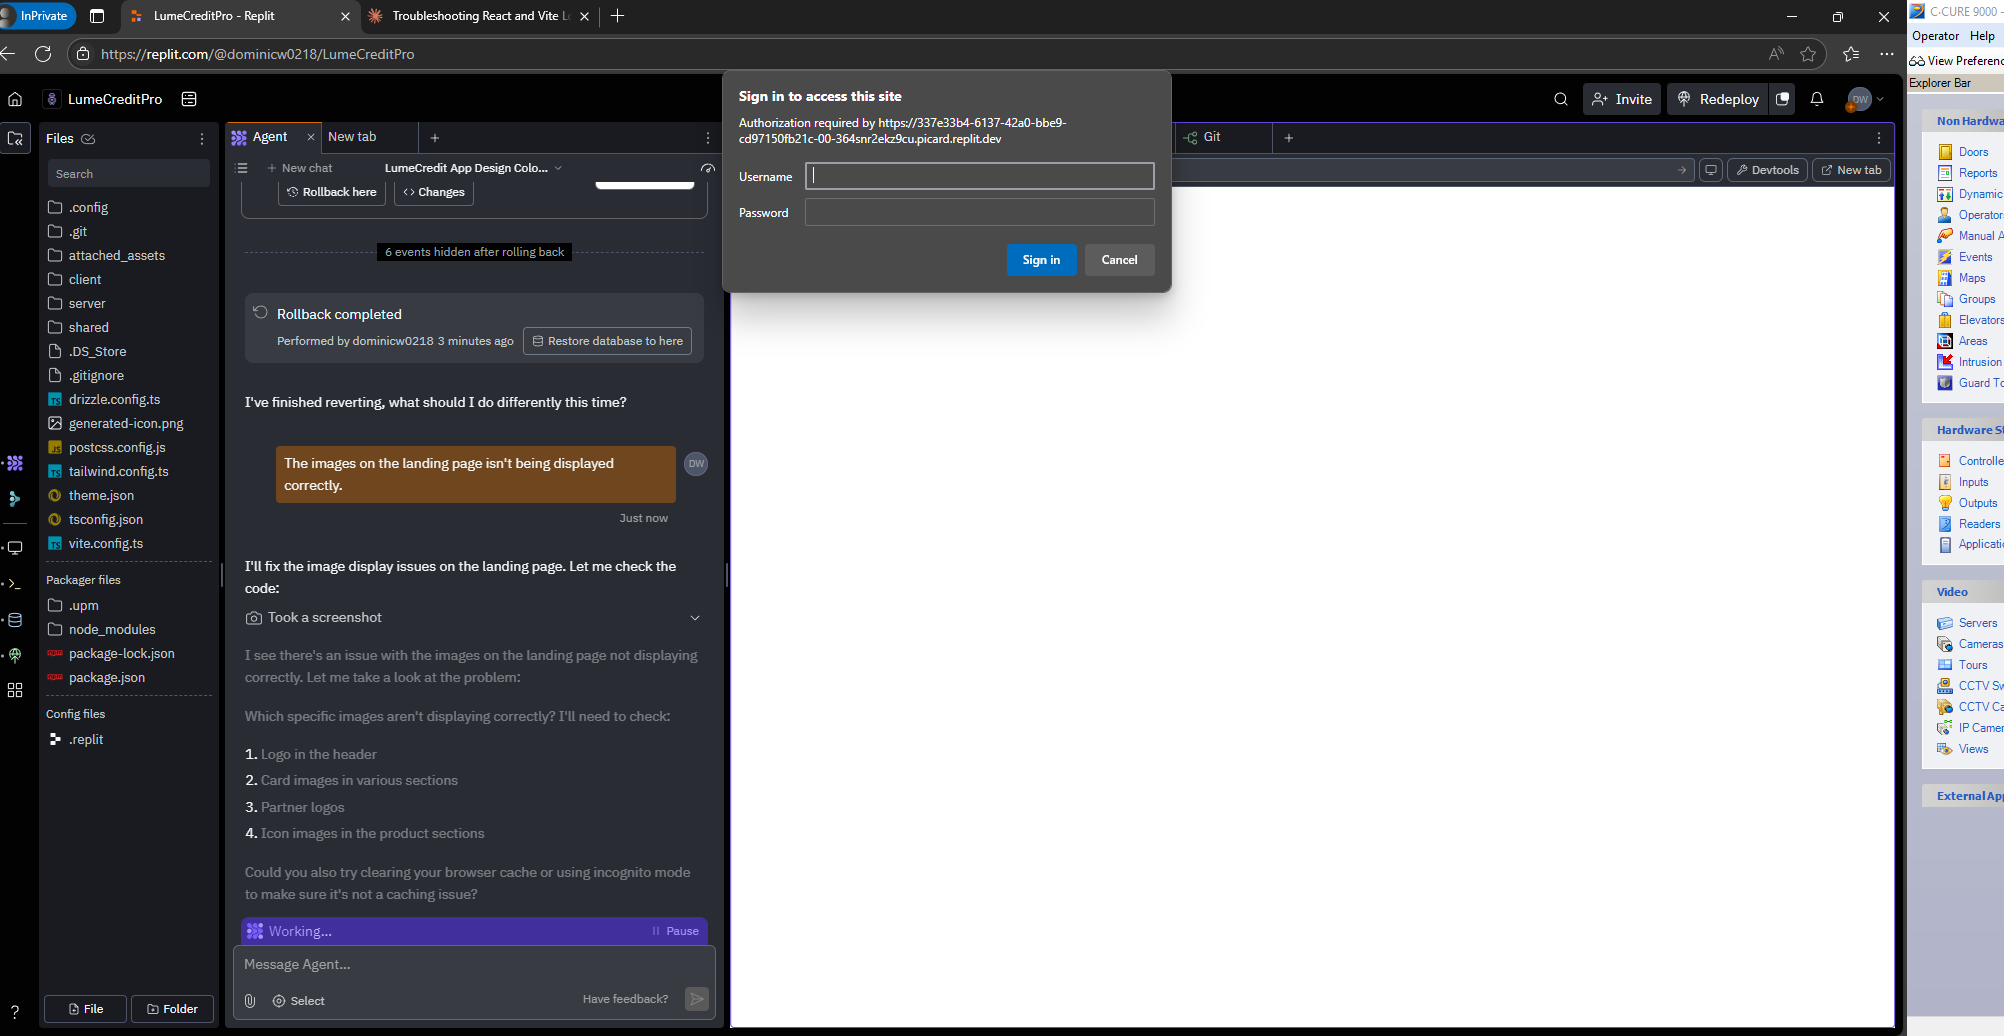 InPrivate
LumeCreditPro - Replit
Troubleshooting React and Vite Lo
https://replit.com/@dominicw0218/LumeCreditPro
LumeCreditPro
Invite
Redeploy
DW
Files
Search
.config
.git
attached_assets
client
server
shared
.DS_Store
.gitignore
drizzle.config.ts
generated-icon.png
postcss.config.js
tailwind.config.ts
theme.json
tsconfig.json
vite.config.ts
Packager files
.upm
node_modules
package-lock.json
package.json
Config files
.replit
File
Folder
Agent
New tab
New chat
LumeCredit App Design Colo...
Rollback here
Changes
6 events hidden after rolling back
Rollback completed
Performed by dominicw0218 3 minutes ago
Restore database to here
I've finished reverting, what should I do differently this time?
The images on the landing page isn't being displayed
correctly.
DW
Just now
I'll fix the image display issues on the landing page. Let me check the
code:
Took a screenshot
I see there's an issue with the images on the landing page not displaying
correctly. Let me take a look at the problem:
Which specific images aren't displaying correctly? I'll need to check:
1. Logo in the header
2. Card images in various sections
3. Partner logos
4. Icon images in the product sections
Could you also try clearing your browser cache or using incognito mode
to make sure it's not a caching issue?
Working...
Pause
Message Agent...
Select
Have feedback?
Sign in to access this site
Authorization required by https://337e33b4-6137-42a0-bbe9-
cd97150fb21c-00-364snr2ekz9cu.picard.replit.dev
Username
Password
Sign in
Cancel
Git
Devtools
New tab
C-CURE 9000 -
Operator Help
View Preferenc
Explorer Bar
Non Hardwa
Doors
Reports
Dynamic
Operator
Manual A
Events
Maps
Groups
Elevators
Areas
Intrusion
Guard To
Hardware St
Controlle
Inputs
Outputs
Readers
Applicati
Video
Servers
Cameras
Tours
CCTV Sw
CCTV Ca
IP Camer
Views
External App